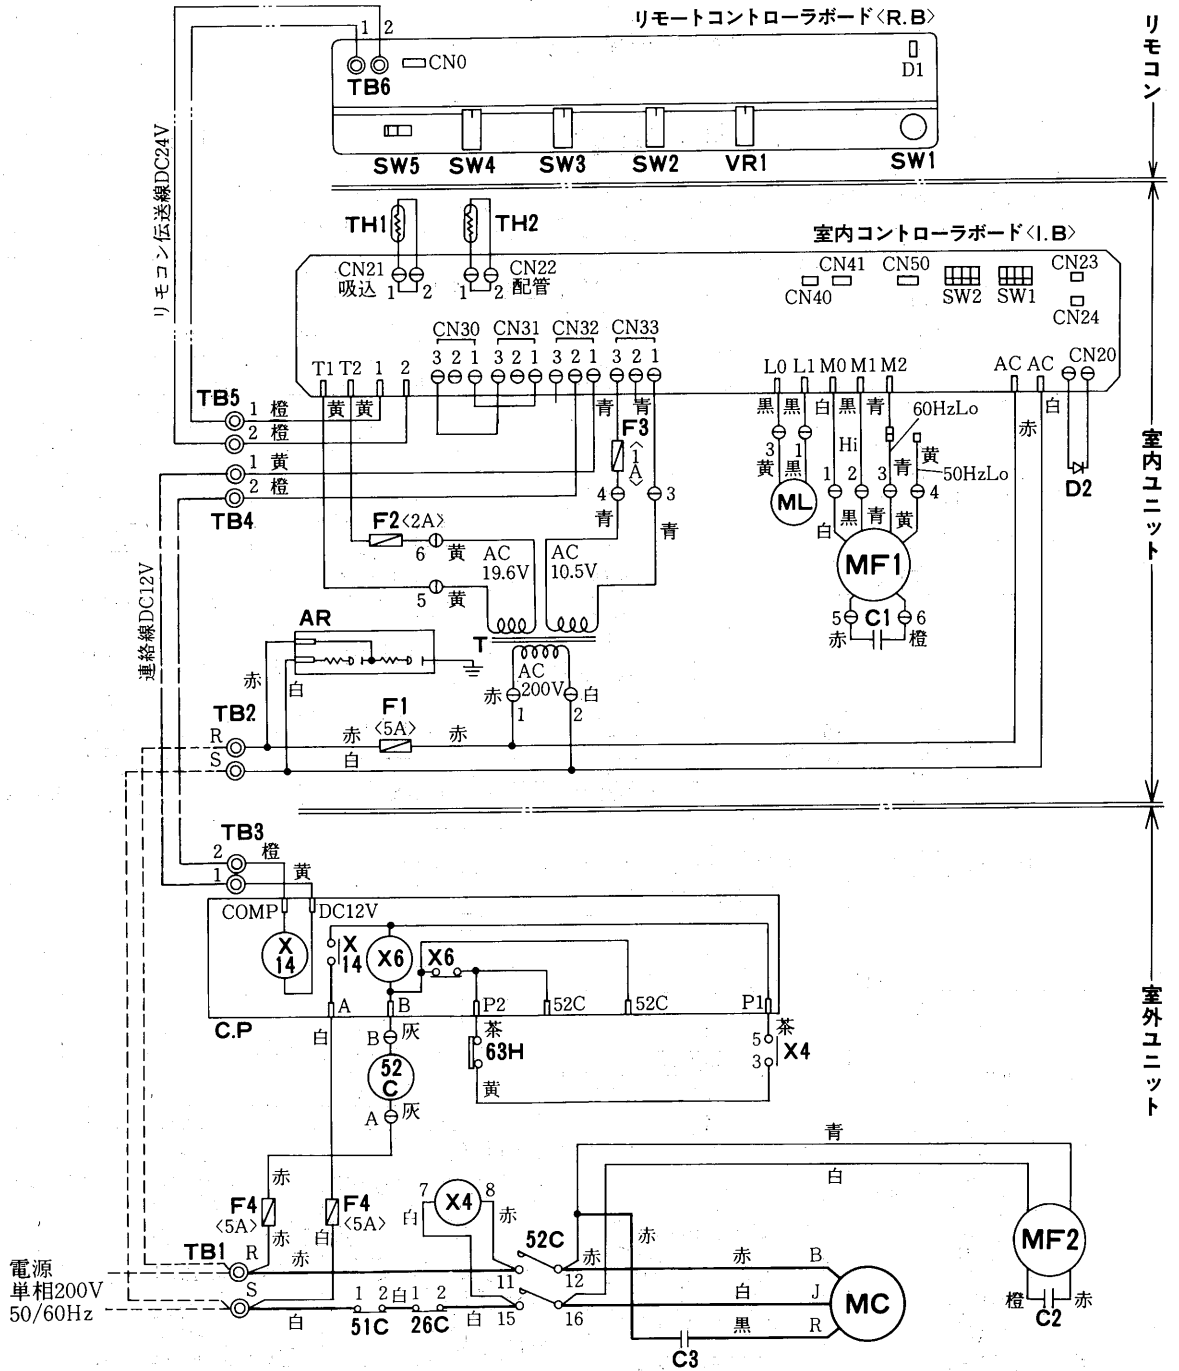 リモートコントローラボード〈R.B〉
リモコン
1 2
TB6
CN0
D1
SW5 SW4 SW3 SW2 VR1 SW1
リモコン伝送線DC24V
TH1 TH2
室内コントローラボード〈I.B〉
CN21
吸込
1 2
CN22
配管
1 2
CN40 CN41 CN50 SW2 SW1 CN23
CN24
CN30 CN31 CN32 CN33
3 2 1 3 2 1 3 2 1 3 2 1
T1 T2 1 2
L0 L1 M0 M1 M2 AC AC CN20
TB5
1 橙
2 橙
黄 黄
青 青
F3
〈1A〉
黒 黒 白 黒 青
60HzLo
赤 白
1 黄
2 橙
TB4
3 1
黄 黒
Hi
青 黄
50HzLo
D2
ML
4 3
青 青
1 2 3 4
白 黒 青 黄
MF1
F2〈2A〉
6 黄
AC
19.6V
AC
10.5V
5 黄
5 C1 6
赤 橙
連絡線DC12V
AR
T
AC
200V
赤 白
赤 白
1 2
TB2
R
S
F1
〈5A〉
赤 赤
白
室内ユニット
TB3
2 橙
1 黄
COMP DC12V
X
14
X
14
X6 X6
A B P2 52C 52C P1
C.P
白 B 灰
茶
63H
黄
茶
5
3
X4
52
C
A 灰
室外ユニット
青
白
赤
F4
〈5A〉
赤
F4
〈5A〉
白
7 X4 8
白 赤
52C
赤 赤
MF2
橙 C2 赤
TB1
R
赤
11 12
赤 B
電源
単相200V
50/60Hz
S
白
1 2 白 1 2
51C 26C
白 15 16
白 J
MC
黒 R
C3